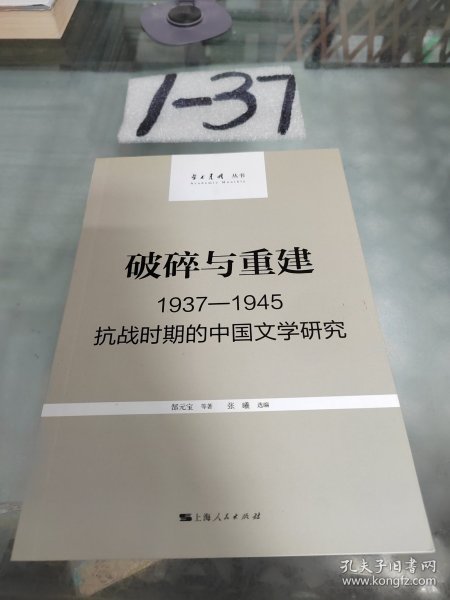 1-37
学术月刊 丛书
Academic Monthly
破碎与重建
1937—1945
抗战时期的中国文学研究
郜元宝 等著 张曦 选编
上海人民出版社
孔夫子旧书网
www.kongfz.com